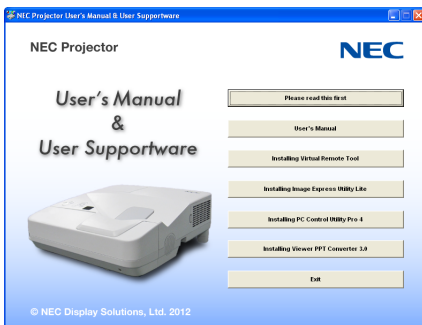 NEC Projector User's Manual & User Supportware
NEC Projector
NEC
User's Manual
&
User Supportware
Please read this first
User's Manual
Installing Virtual Remote Tool
Installing Image Express Utility Lite
Installing PC Control Utility Pro 4
Installing Viewer PPT Converter 3.0
Exit
© NEC Display Solutions, Ltd. 2012